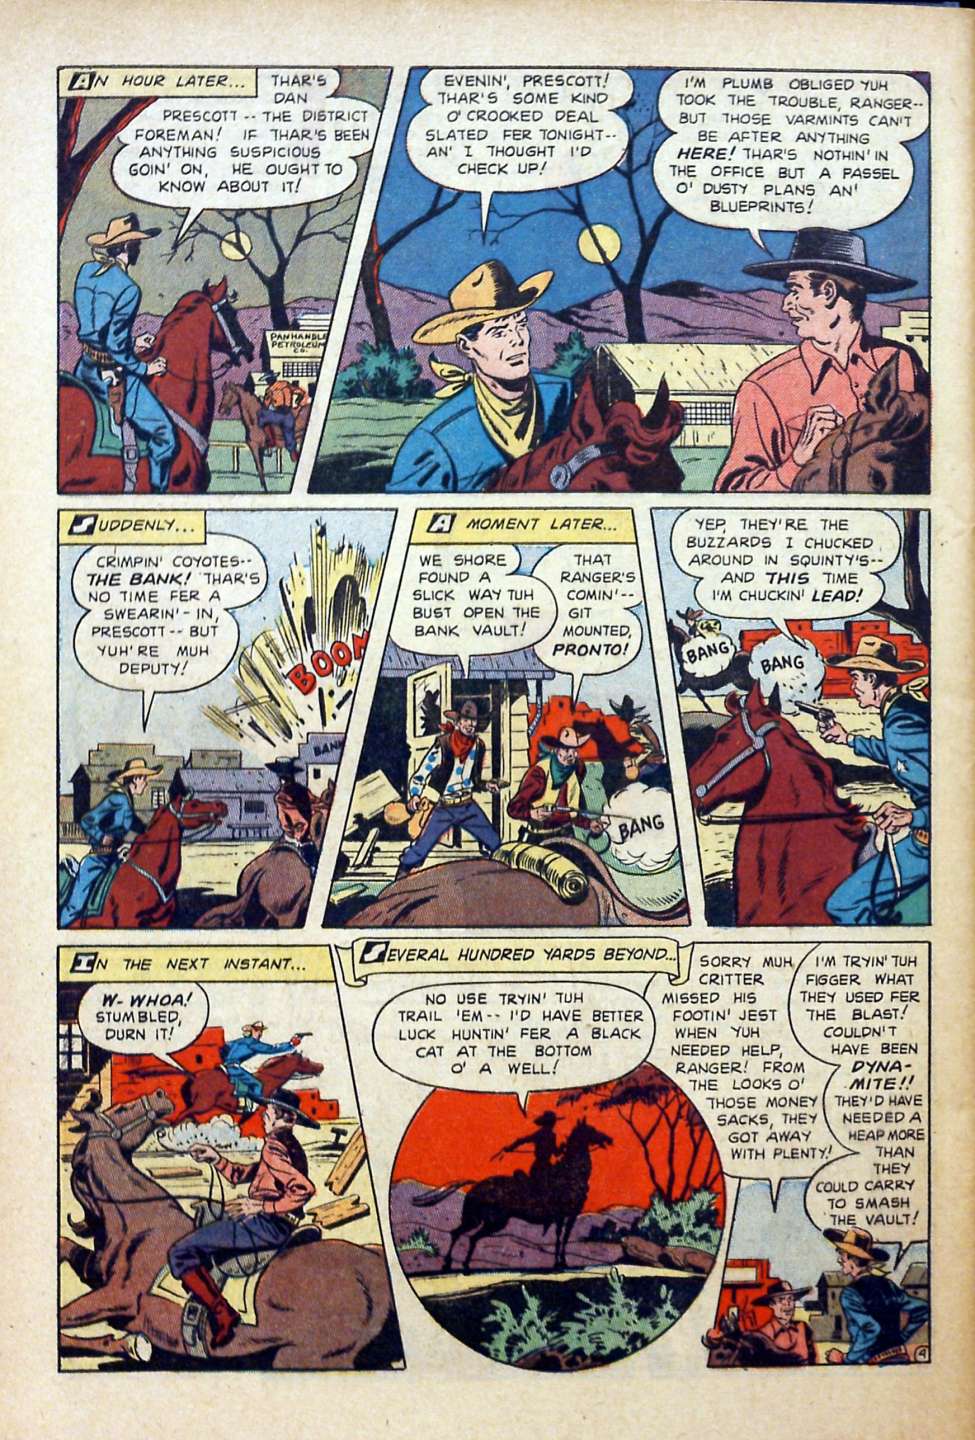 AN HOUR LATER...
THAR'S
DAN
PRESCOTT -- THE DISTRICT
FOREMAN! IF THAR'S BEEN
ANYTHING SUSPICIOUS
GOIN' ON, HE OUGHT TO
KNOW ABOUT IT!
PANHANDLE
PETROLEUM
CO.
EVENIN', PRESCOTT!
THAR'S SOME KIND
O' CROOKED DEAL
SLATED FER TONIGHT--
AN' I THOUGHT I'D
CHECK UP!
I'M PLUMB OBLIGED YUH
TOOK THE TROUBLE, RANGER--
BUT THOSE VARMINTS CAN'T
BE AFTER ANYTHING
HERE! THAR'S NOTHIN' IN
THE OFFICE BUT A PASSEL
O' DUSTY PLANS AN'
BLUEPRINTS!
SUDDENLY...
CRIMPIN' COYOTES--
THE BANK! THAR'S
NO TIME FER A
SWEARIN'-IN,
PRESCOTT -- BUT
YUH'RE MUH
DEPUTY!
BOOM
BANK
A MOMENT LATER...
WE SHORE
FOUND A
SLICK WAY TUH
BUST OPEN THE
BANK VAULT!
THAT
RANGER'S
COMIN'--
GIT
MOUNTED,
PRONTO!
BANG
YEP, THEY'RE THE
BUZZARDS I CHUCKED
AROUND IN SQUINTY'S--
AND THIS TIME
I'M CHUCKIN' LEAD!
BANG
BANG
IN THE NEXT INSTANT...
W-WHOA!
STUMBLED,
DURN IT!
SEVERAL HUNDRED YARDS BEYOND...
NO USE TRYIN' TUH
TRAIL 'EM-- I'D HAVE BETTER
LUCK HUNTIN' FER A BLACK
CAT AT THE BOTTOM
O' A WELL!
SORRY MUH
CRITTER
MISSED HIS
FOOTIN' JEST
WHEN YUH
NEEDED HELP,
RANGER! FROM
THE LOOKS O'
THOSE MONEY
SACKS, THEY
GOT AWAY
WITH PLENTY!
I'M TRYIN' TUH
FIGGER WHAT
THEY USED FER
THE BLAST!
COULDN'T
HAVE BEEN
DYNA-
MITE!!
THEY'D HAVE
NEEDED A
HEAP MORE
THAN
THEY
COULD CARRY
TO SMASH
THE VAULT!
4